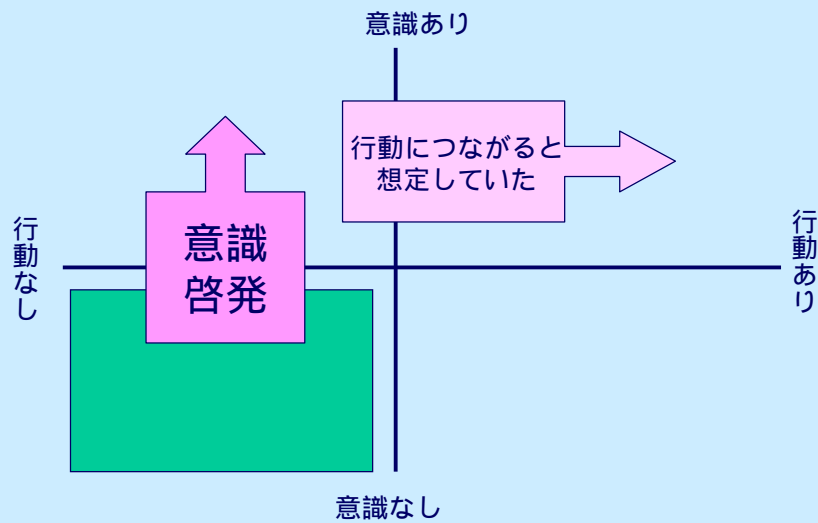 意識あり
行動につながると
想定していた
行動なし
意識
啓発
行動あり
意識なし